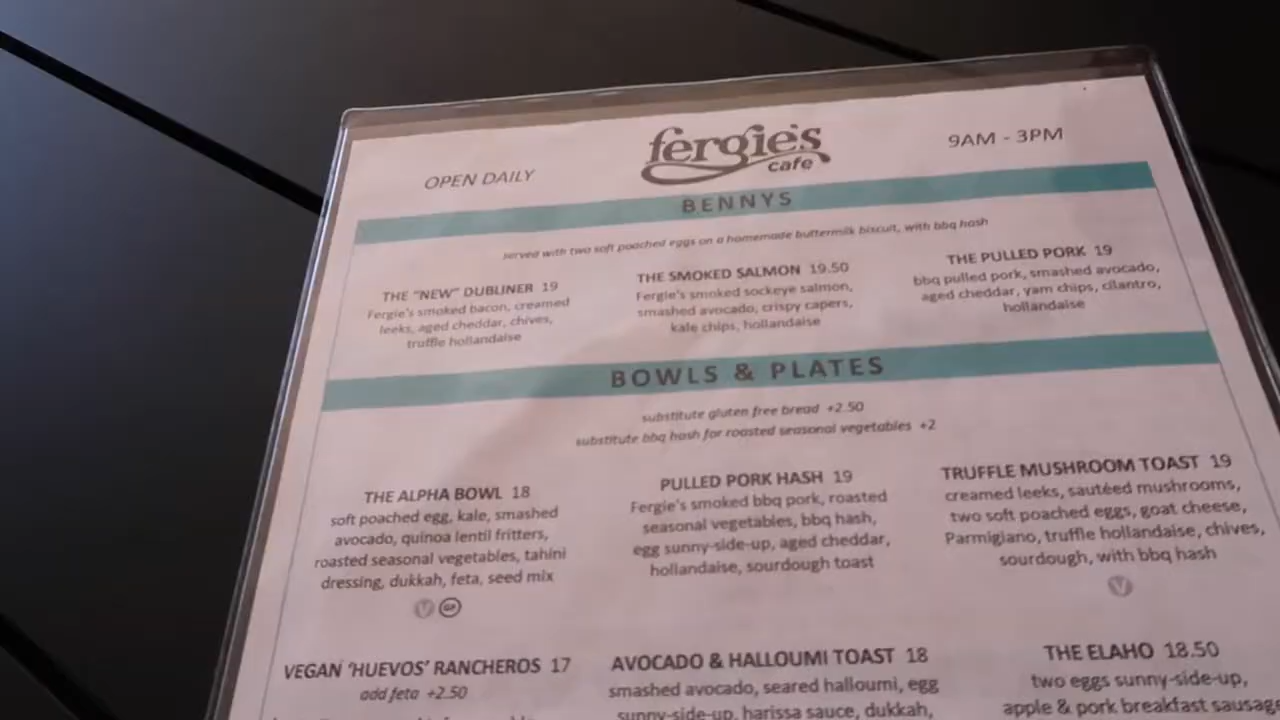 OPEN DAILY
fergie's
cafe
9AM - 3PM
BENNYS
served with two soft poached eggs on a homemade buttermilk biscuit, with bbq hash
THE "NEW" DUBLINER 19
Fergie's smoked bacon, creamed
leeks, aged cheddar, chives,
truffle hollandaise
THE SMOKED SALMON 19.50
Fergie's smoked sockeye salmon,
smashed avocado, crispy capers,
kale chips, hollandaise
THE PULLED PORK 19
bbq pulled pork, smashed avocado,
aged cheddar, yam chips, cilantro,
hollandaise
BOWLS & PLATES
substitute gluten free bread +2.50
substitute bbq hash for roasted seasonal vegetables +2
THE ALPHA BOWL 18
soft poached egg, kale, smashed
avocado, quinoa lentil fritters,
roasted seasonal vegetables, tahini
dressing, dukkah, feta, seed mix
V GF
PULLED PORK HASH 19
Fergie's smoked bbq pork, roasted
seasonal vegetables, bbq hash,
egg sunny-side-up, aged cheddar,
hollandaise, sourdough toast
TRUFFLE MUSHROOM TOAST 19
creamed leeks, sautéed mushrooms,
two soft poached eggs, goat cheese,
Parmigiano, truffle hollandaise, chives,
sourdough, with bbq hash
V
VEGAN 'HUEVOS' RANCHEROS 17
add feta +2.50
AVOCADO & HALLOUMI TOAST 18
smashed avocado, seared halloumi, egg
sunny-side-up, harissa sauce, dukkah,
THE ELAHO 18.50
two eggs sunny-side-up,
apple & pork breakfast sausage